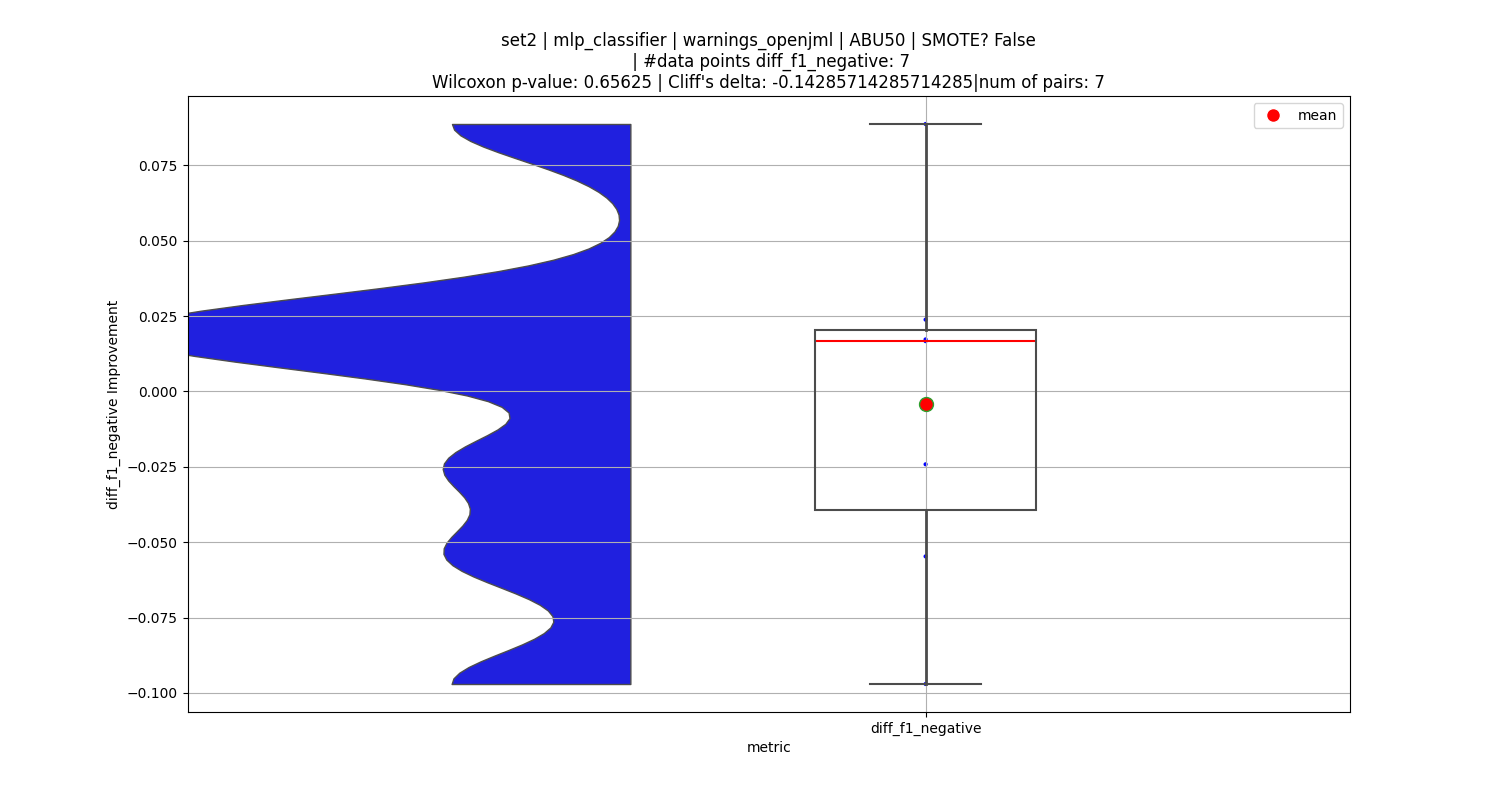 set2 | mlp_classifier | warnings_openjml | ABU50 | SMOTE? False
| #data points diff_f1_negative: 7
Wilcoxon p-value: 0.65625 | Cliff's delta: -0.14285714285714285|num of pairs: 7
mean
0.075
0.050
0.025
0.000
−0.025
−0.050
−0.075
−0.100
diff_f1_negative Improvement
diff_f1_negative
metric